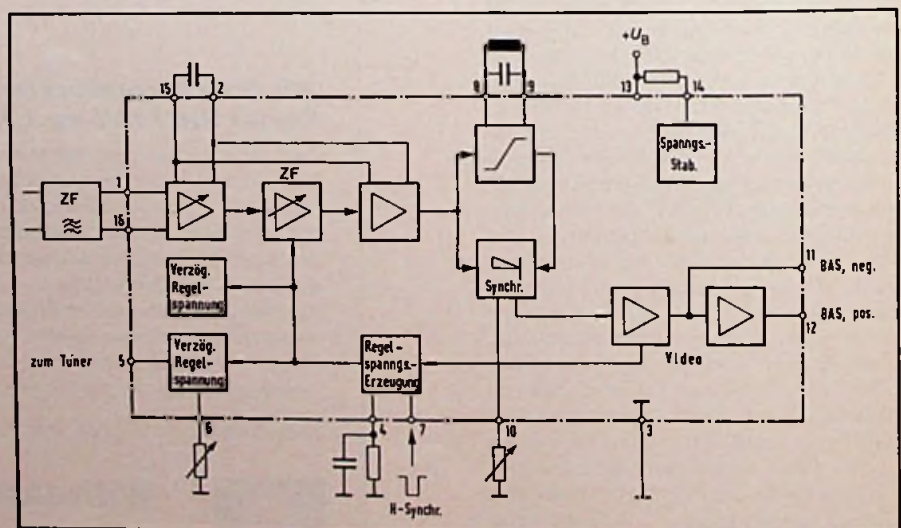 +U_B
15
2
8
9
13
14
Spanngs.-
Stab.
ZF
ZF
1
16
11
BAS, neg.
Synchr.
Verzög.
Regel-
spannung
BAS, pos.
12
Video
zum Tuner
5
Verzög.
Regel-
spannung
Regel-
spanngs.-
Erzeugung
6
4
7
10
3
H-Synchr.